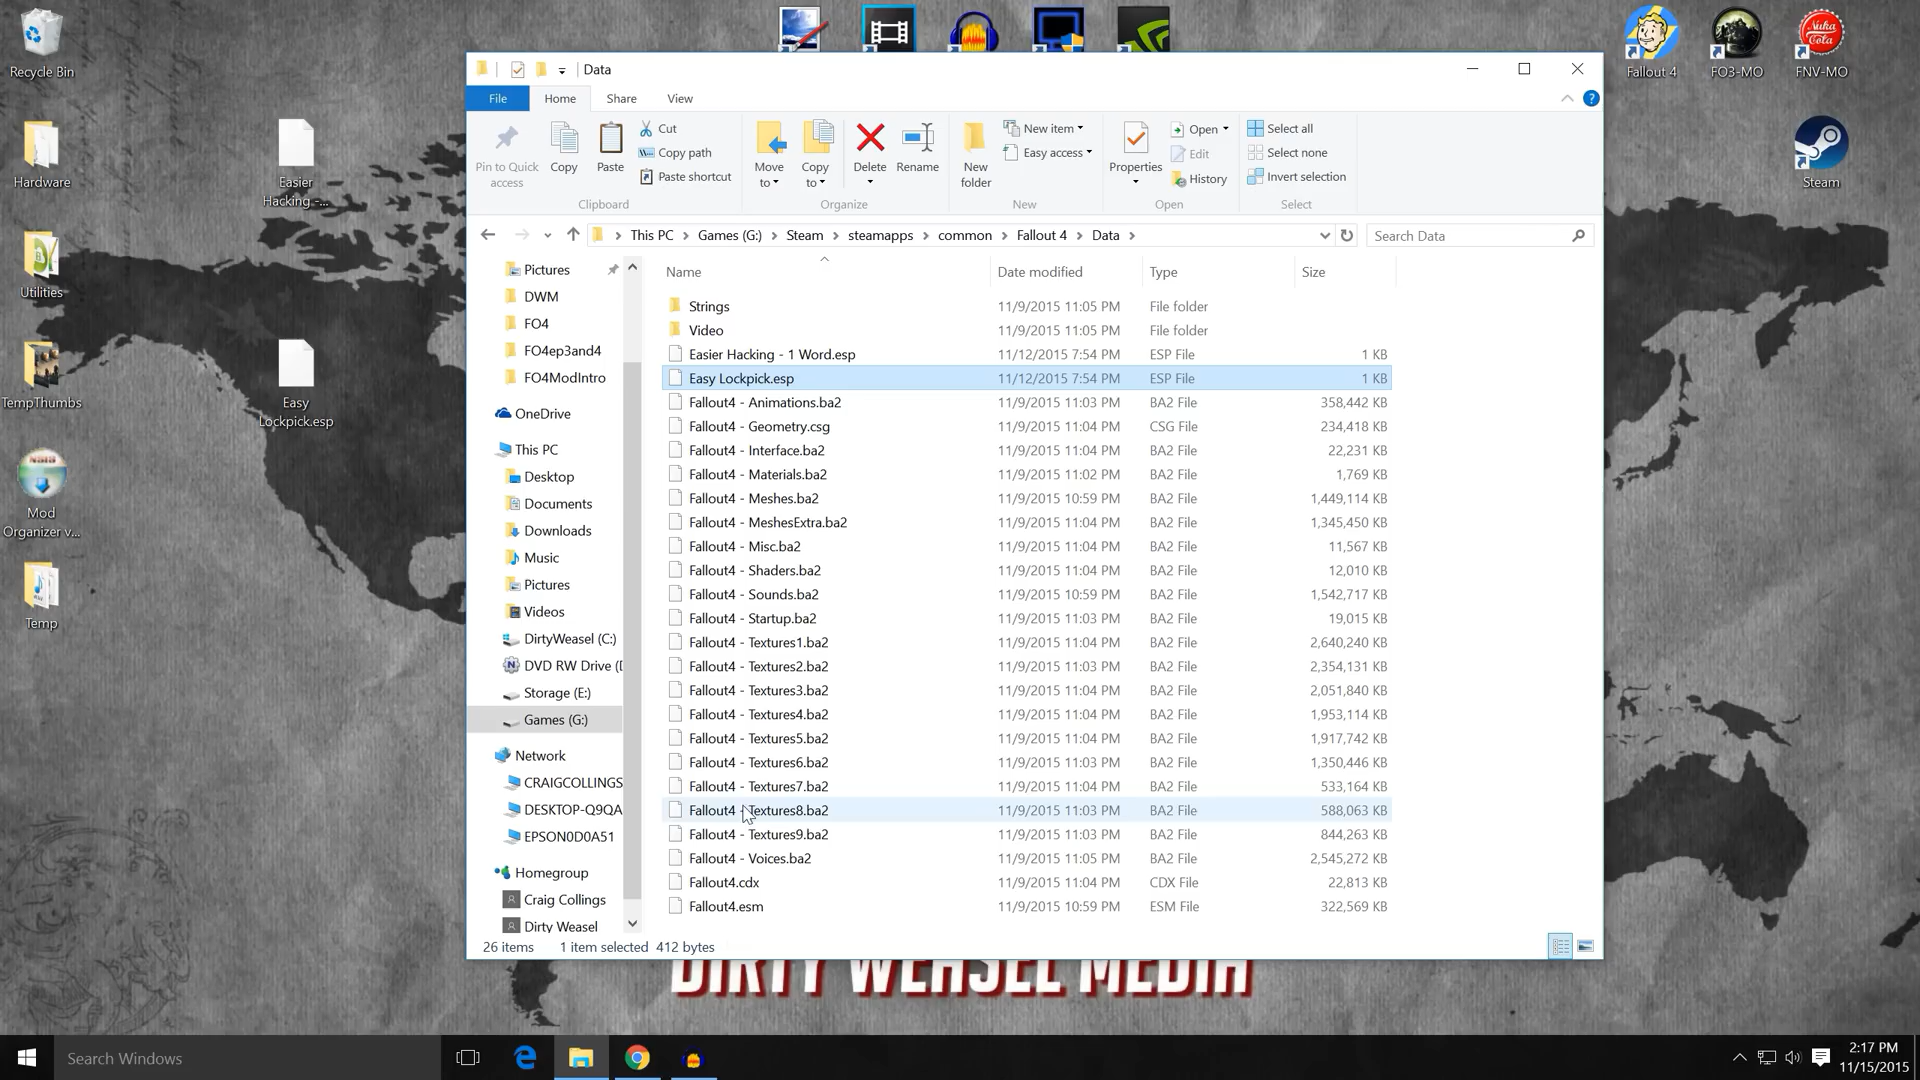 Recycle Bin
Hardware
Utilities
TempThumbs
Mod
Organizer v...
Temp
Easier
Hacking -...
Easy
Lockpick.esp
Fallout 4
FO3-MO
FNV-MO
Steam
Data
File
Home
Share
View
Pin to Quick
access
Copy
Paste
Cut
Copy path
Paste shortcut
Clipboard
Move
to
Copy
to
Delete
Rename
Organize
New
folder
New item
Easy access
New
Properties
Open
Edit
History
Open
Select all
Select none
Invert selection
Select
This PC
Games (G:)
Steam
steamapps
common
Fallout 4
Data
Search Data
Pictures
DWM
FO4
FO4ep3and4
FO4ModIntro
OneDrive
This PC
Desktop
Documents
Downloads
Music
Pictures
Videos
DirtyWeasel (C:)
DVD RW Drive (
Storage (E:)
Games (G:)
Network
CRAIGCOLLINGS
DESKTOP-Q9QA
EPSON0D0A51
Homegroup
Craig Collings
Dirty Weasel
Name Date modified Type Size
Strings 11/9/2015 11:05 PM File folder
Video 11/9/2015 11:05 PM File folder
Easier Hacking - 1 Word.esp 11/12/2015 7:54 PM ESP File 1 KB
Easy Lockpick.esp 11/12/2015 7:54 PM ESP File 1 KB
Fallout4 - Animations.ba2 11/9/2015 11:03 PM BA2 File 358,442 KB
Fallout4 - Geometry.csg 11/9/2015 11:04 PM CSG File 234,418 KB
Fallout4 - Interface.ba2 11/9/2015 11:04 PM BA2 File 22,231 KB
Fallout4 - Materials.ba2 11/9/2015 11:02 PM BA2 File 1,769 KB
Fallout4 - Meshes.ba2 11/9/2015 10:59 PM BA2 File 1,449,114 KB
Fallout4 - MeshesExtra.ba2 11/9/2015 11:04 PM BA2 File 1,345,450 KB
Fallout4 - Misc.ba2 11/9/2015 11:04 PM BA2 File 11,567 KB
Fallout4 - Shaders.ba2 11/9/2015 11:04 PM BA2 File 12,010 KB
Fallout4 - Sounds.ba2 11/9/2015 10:59 PM BA2 File 1,542,717 KB
Fallout4 - Startup.ba2 11/9/2015 11:03 PM BA2 File 19,015 KB
Fallout4 - Textures1.ba2 11/9/2015 11:04 PM BA2 File 2,640,240 KB
Fallout4 - Textures2.ba2 11/9/2015 11:03 PM BA2 File 2,354,131 KB
Fallout4 - Textures3.ba2 11/9/2015 11:04 PM BA2 File 2,051,840 KB
Fallout4 - Textures4.ba2 11/9/2015 11:04 PM BA2 File 1,953,114 KB
Fallout4 - Textures5.ba2 11/9/2015 11:04 PM BA2 File 1,917,742 KB
Fallout4 - Textures6.ba2 11/9/2015 11:03 PM BA2 File 1,350,446 KB
Fallout4 - Textures7.ba2 11/9/2015 11:04 PM BA2 File 533,164 KB
Fallout4 - Textures8.ba2 11/9/2015 11:03 PM BA2 File 588,063 KB
Fallout4 - Textures9.ba2 11/9/2015 11:03 PM BA2 File 844,263 KB
Fallout4 - Voices.ba2 11/9/2015 11:05 PM BA2 File 2,545,272 KB
Fallout4.cdx 11/9/2015 11:04 PM CDX File 22,813 KB
Fallout4.esm 11/9/2015 10:59 PM ESM File 322,569 KB
26 items 1 item selected 412 bytes
DIRTY WEASEL MEDIA
Search Windows
2:17 PM
11/15/2015
Nuka
Cola